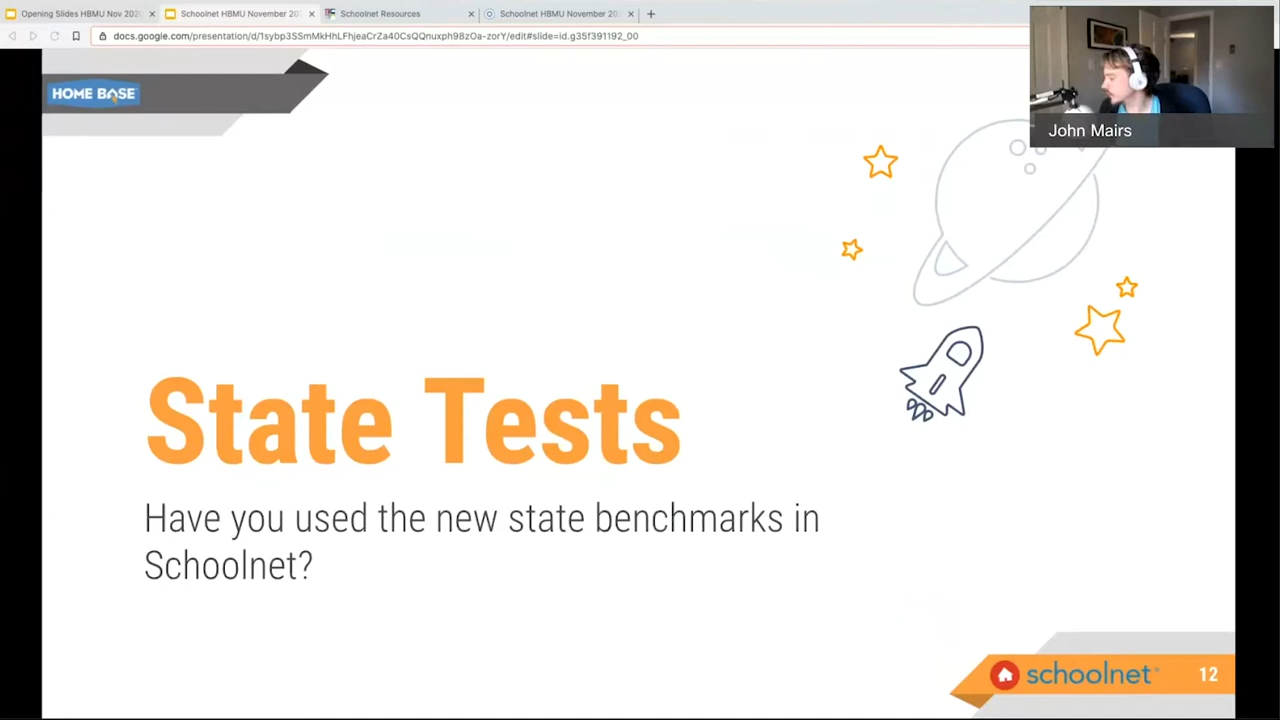 Opening Slides HBMU Nov 202
Schoolnet HBMU November 202
Schoolnet Resources
Schoolnet HBMU November 202
docs.google.com/presentation/d/1sybp3SSmMkHhLFhjeaCrZa40CsQQnuxph98zOa-zorY/edit#slide=id.g35f391192_00
HOME BASE
John Mairs
State Tests
Have you used the new state benchmarks in
Schoolnet?
schoolnet
12